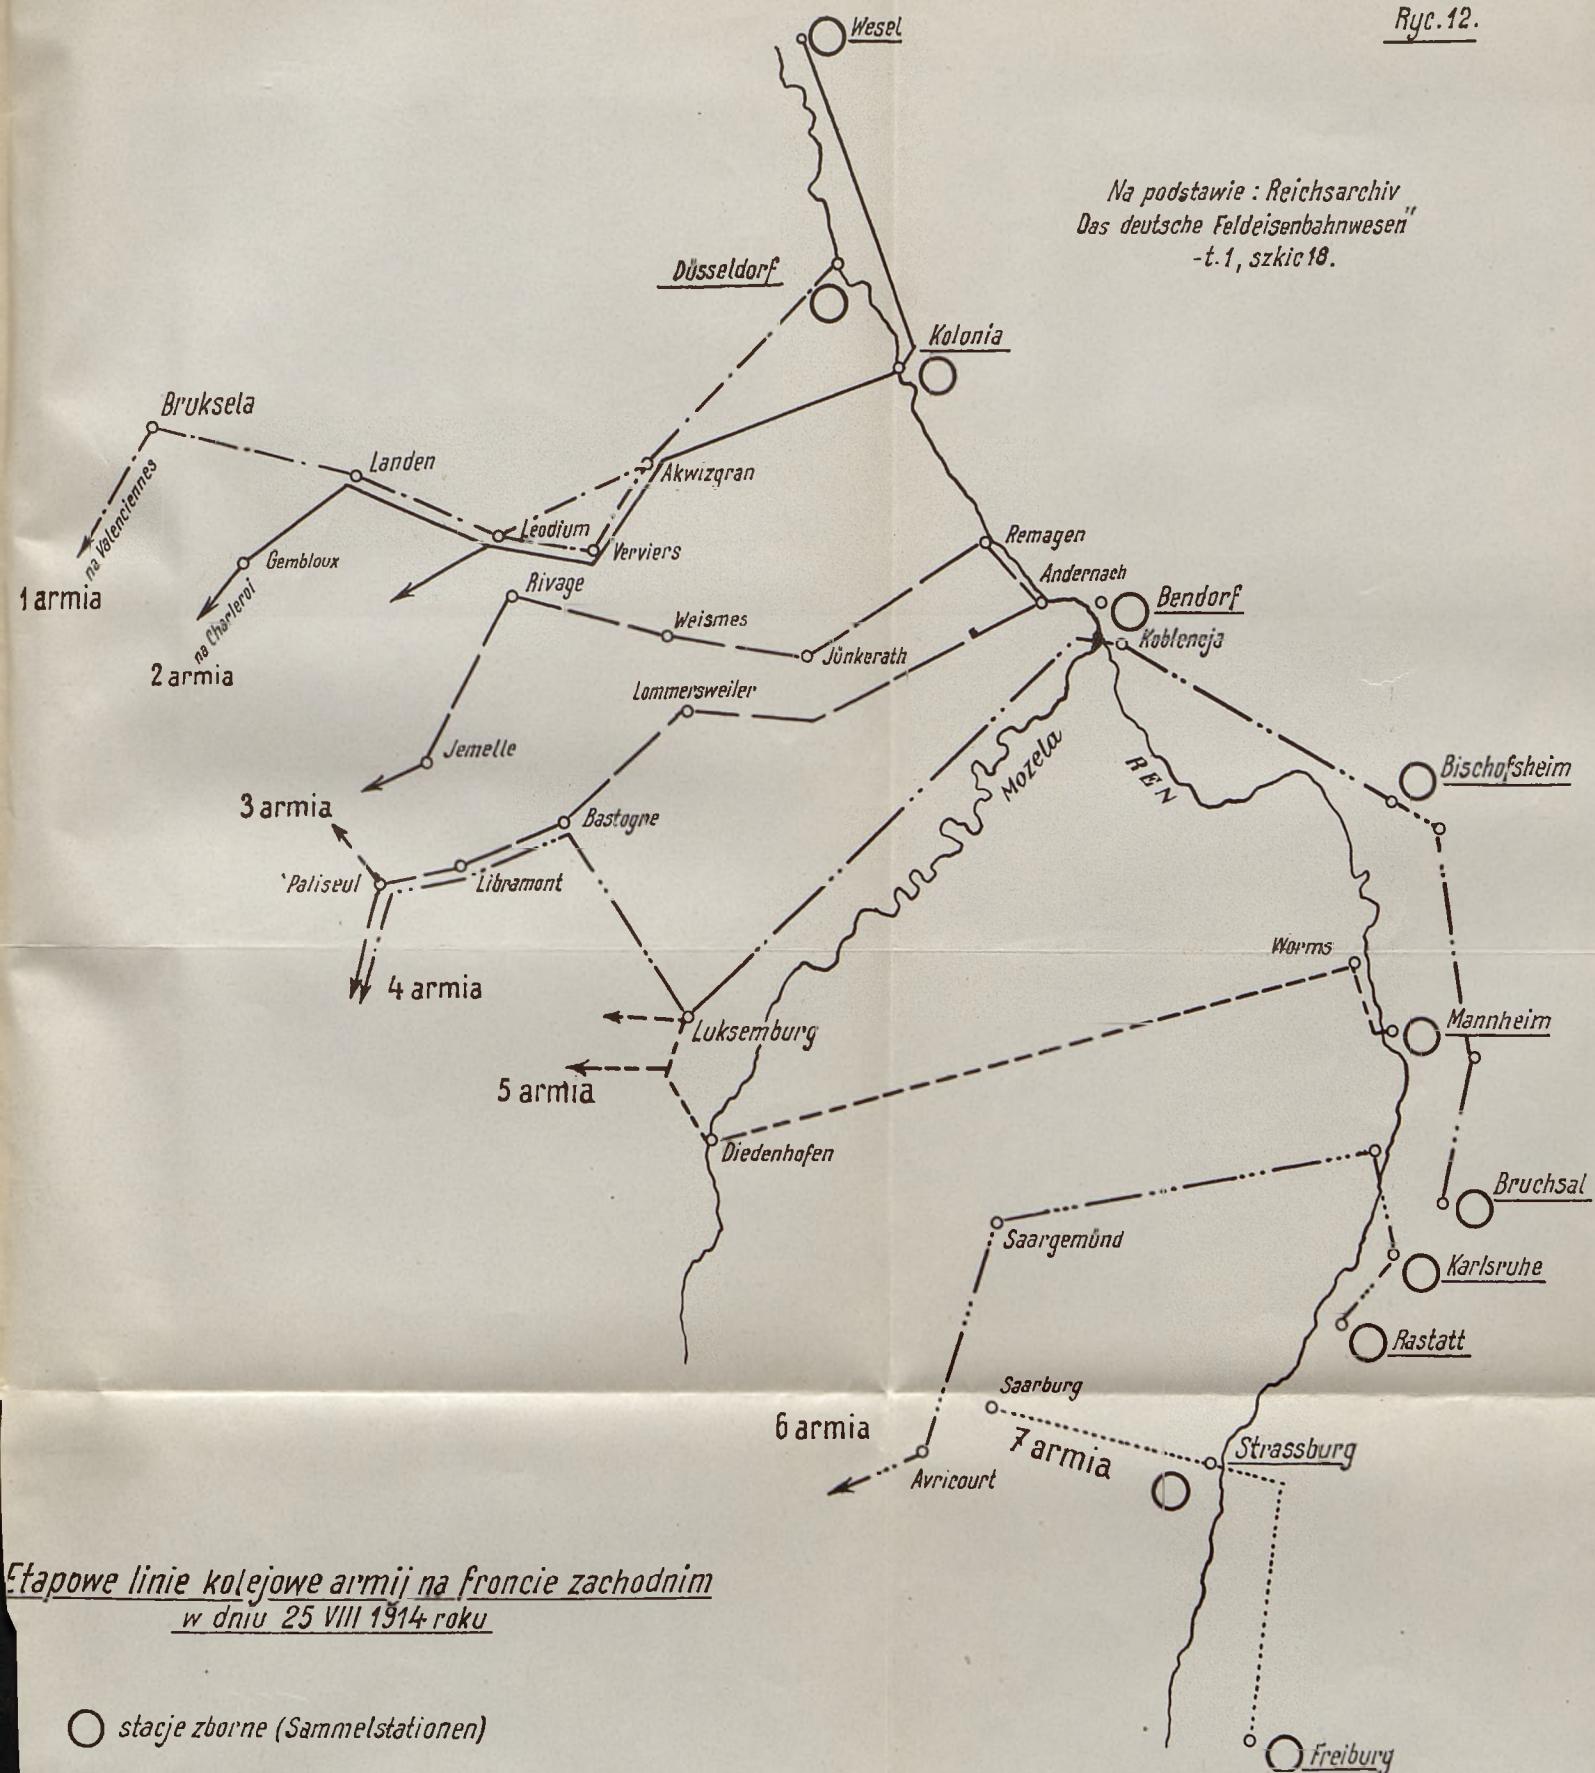 Ryc. 12.
Wesel
Na podstawie : Reichsarchiv
Das deutsche Feldeisenbahnwesen"
-t. 1, szkic 18.
Düsseldorf
Kolonia
Bruksela
Landen
Akwizgran
na Valenciennes
Leodium
Verviers
Remagen
Gembloux
Andernach
1 armia
Rivage
Bendorf
na Charleroi
Weismes
Koblencja
2 armia
Jünkerath
Lommersweiler
Jemelle
Mozela
REN
Bischofsheim
3 armia
Bastogne
Paliseul
Libramont
Worms
4 armia
Luksemburg
Mannheim
5 armia
Diedenhofen
Bruchsal
Saargemünd
Karlsruhe
Rastatt
Saarburg
6 armia
7 armia
Strassburg
Avricourt
Etapowe linie kolejowe armij na froncie zachodnim
w dniu 25 VIII 1914 roku
stacje zborne (Sammelstationen)
Freiburg